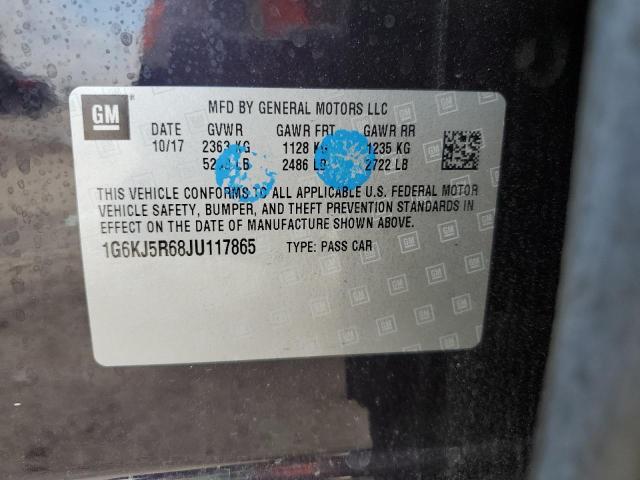 GM
MFD BY GENERAL MOTORS LLC
DATE GVWR GAWR FRT GAWR RR
10/17 2363 KG 1128 KG 1235 KG
LB 2486 LB 2722 LB
THIS VEHICLE CONFORMS TO ALL APPLICABLE U.S. FEDERAL MOTOR
VEHICLE SAFETY, BUMPER, AND THEFT PREVENTION STANDARDS IN
EFFECT ON THE DATE OF MANUFACTURE SHOWN ABOVE.
1G6KJ5R68JU117865 TYPE: PASS CAR